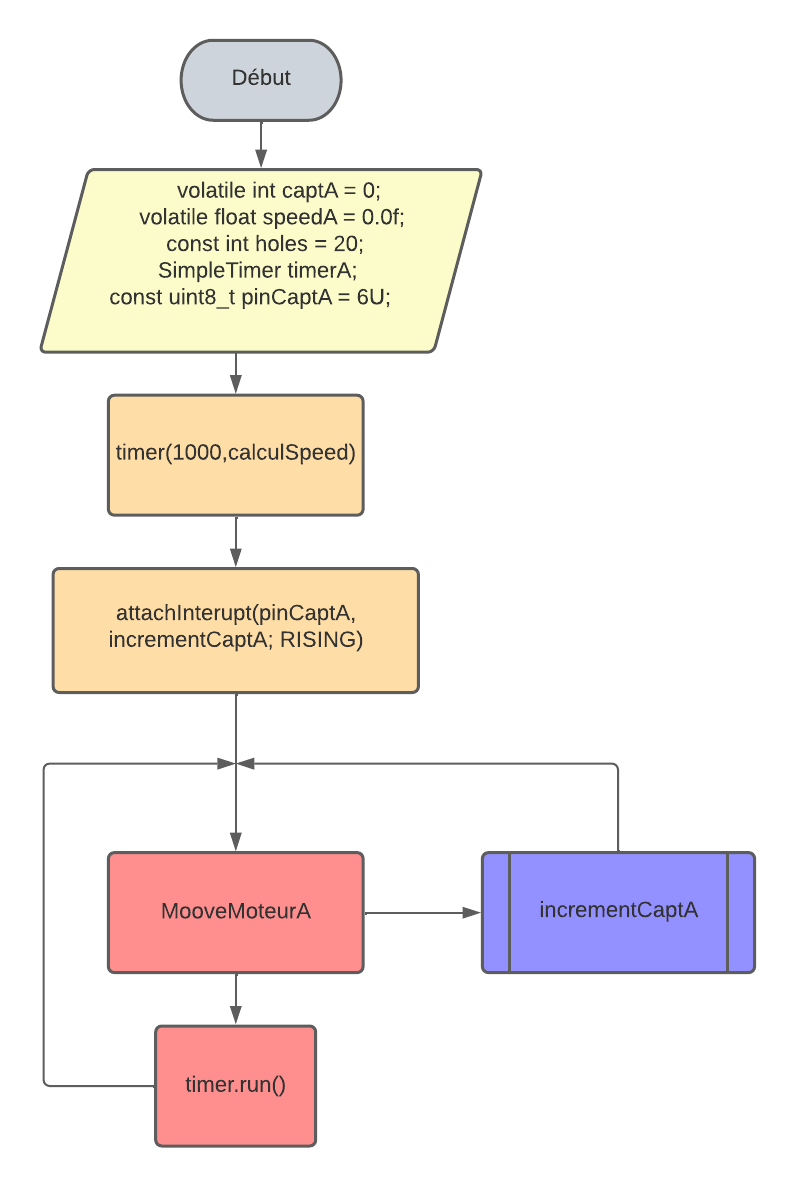 Début
volatile int captA = 0;
volatile float speedA = 0.0f;
const int holes = 20;
SimpleTimer timerA;
const uint8_t pinCaptA = 6U;
timer(1000,calculSpeed)
attachInterupt(pinCaptA,
incrementCaptA; RISING)
MooveMoteurA
incrementCaptA
timer.run()